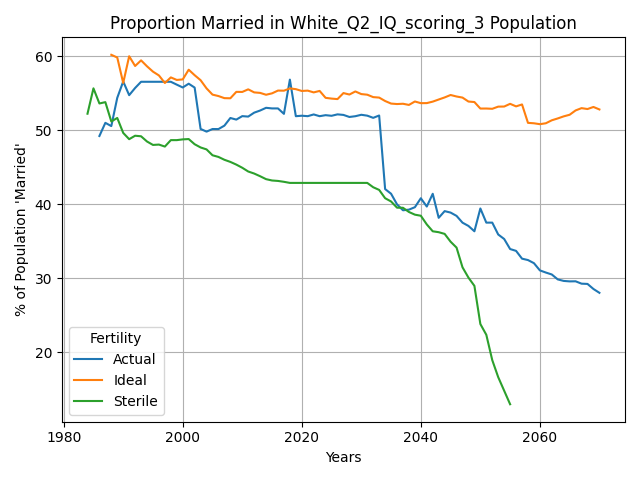 Proportion Married in White_Q2_IQ_scoring_3 Population
% of Population 'Married'
60
50
40
30
20
Fertility
Actual
Ideal
Sterile
1980
2000
2020
2040
2060
Years